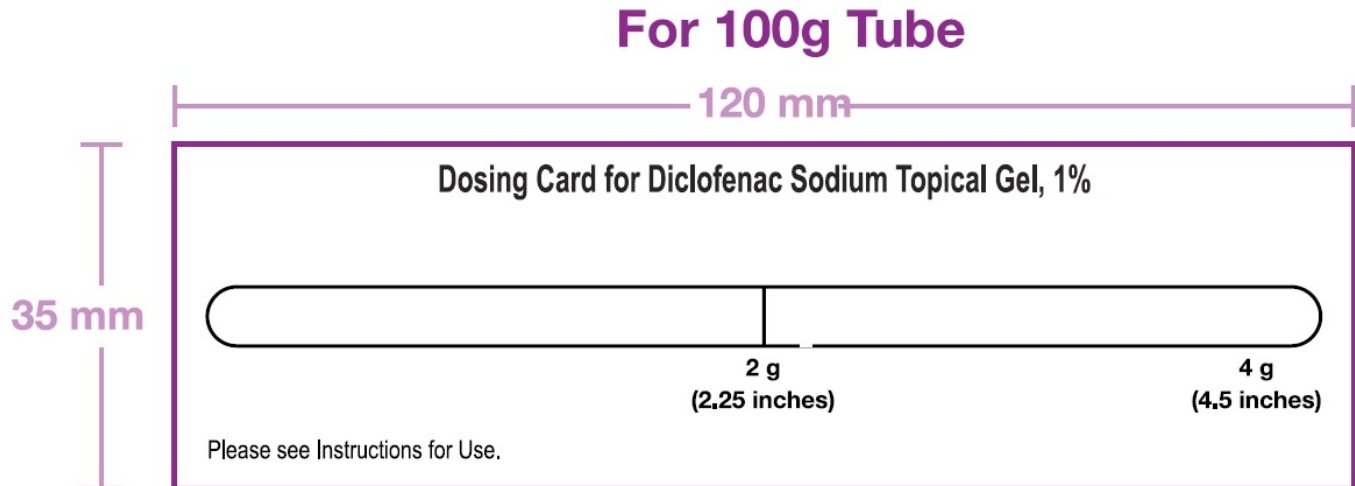 For 100g Tube
120 mm
Dosing Card for Diclofenac Sodium Topical Gel, 1%
35 mm
2 g
(2.25 inches)
4 g
(4.5 inches)
Please see Instructions for Use.